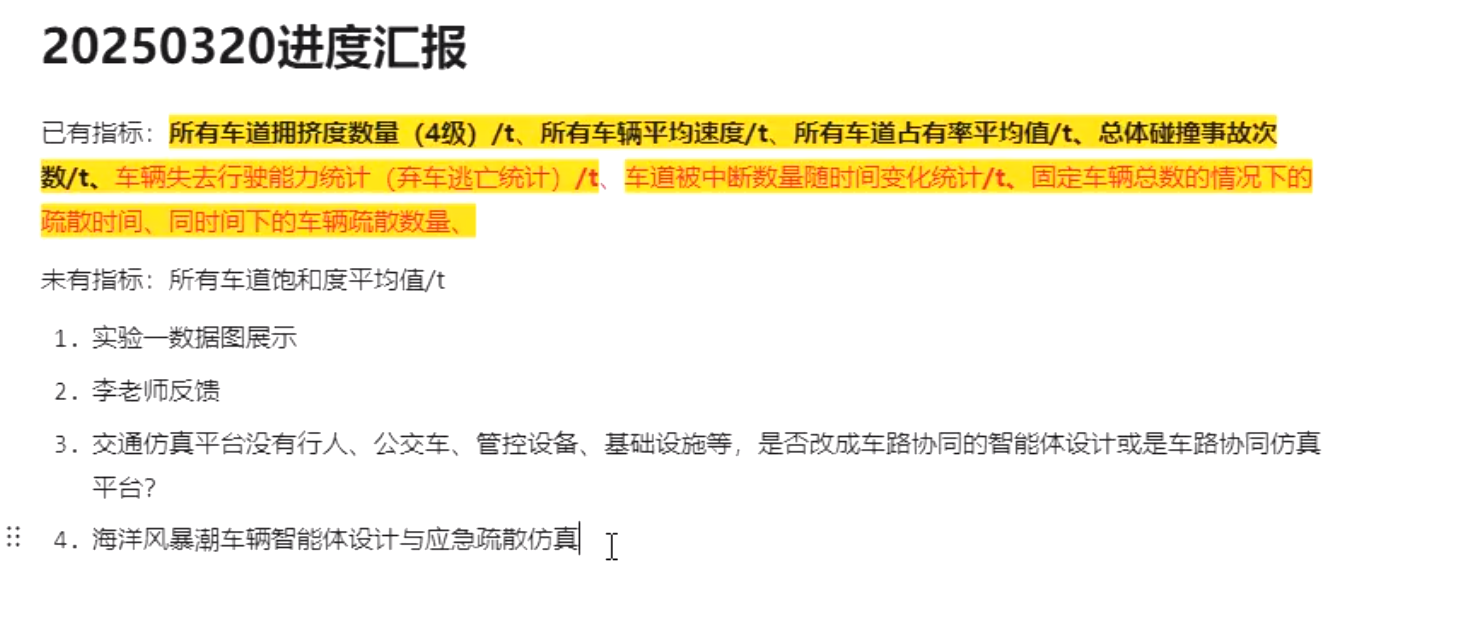 20250320进度汇报
已有指标：所有车道拥挤度数量（4级）/t、所有车辆平均速度/t、所有车道占有率平均值/t、总体碰撞事故次
数/t、车辆失去行驶能力统计（弃车逃亡统计）/t、车道被中断数量随时间变化统计/t、固定车辆总数的情况下的
疏散时间、同时间下的车辆疏散数量、
未有指标：所有车道饱和度平均值/t
1. 实验一数据图展示
2. 李老师反馈
3. 交通仿真平台没有行人、公交车、管控设备、基础设施等，是否改成车路协同的智能体设计或是车路协同仿真
平台？
4. 海洋风暴潮车辆智能体设计与应急疏散仿真